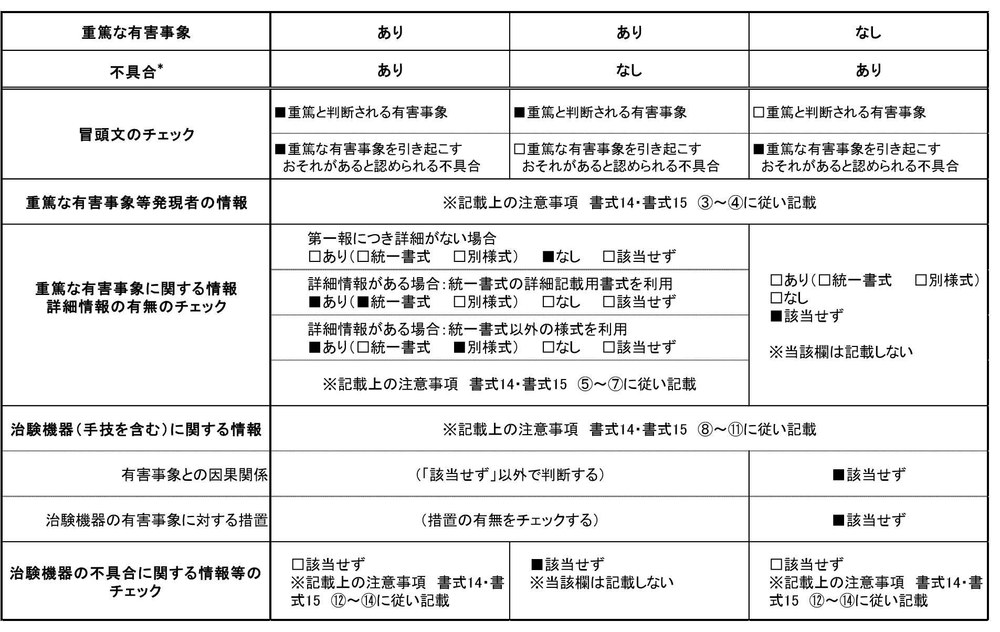 重篤な有害事象 あり あり なし
不具合* あり なし あり
冒頭文のチェック
■重篤と判断される有害事象 ■重篤と判断される有害事象 □重篤と判断される有害事象
■重篤な有害事象を引き起こす
おそれがあると認められる不具合
□重篤な有害事象を引き起こす
おそれがあると認められる不具合
■重篤な有害事象を引き起こす
おそれがあると認められる不具合
重篤な有害事象等発現者の情報 ※記載上の注意事項 書式14・書式15 ③～④に従い記載
重篤な有害事象に関する情報
詳細情報の有無のチェック
第一報につき詳細がない場合
□あり(□統一書式 □別様式) ■なし □該当せず
詳細情報がある場合:統一書式の詳細記載用書式を利用
■あり(■統一書式 □別様式) □なし □該当せず
詳細情報がある場合:統一書式以外の様式を利用
■あり(□統一書式 ■別様式) □なし □該当せず
※記載上の注意事項 書式14・書式15 ⑤～⑦に従い記載
□あり(□統一書式 □別様式)
□なし
■該当せず
※当該欄は記載しない
治験機器(手技を含む)に関する情報 ※記載上の注意事項 書式14・書式15 ⑧～⑪に従い記載
有害事象との因果関係 (「該当せず」以外で判断する) ■該当せず
治験機器の有害事象に対する措置 (措置の有無をチェックする) ■該当せず
治験機器の不具合に関する情報等の
チェック
□該当せず
※記載上の注意事項 書式14・書
式15 ⑫～⑭に従い記載
■該当せず
※当該欄は記載しない
□該当せず
※記載上の注意事項 書式14・書
式15 ⑫～⑭に従い記載